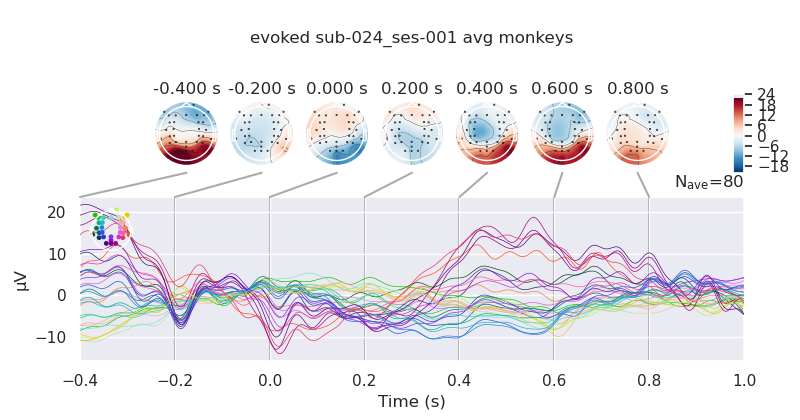 evoked sub-024_ses-001 avg monkeys
-0.400 s -0.200 s 0.000 s 0.200 s 0.400 s 0.600 s 0.800 s
24
18
12
6
0
−6
−12
−18
Nave=80
20
10
0
−10
µV
−0.4 −0.2 0.0 0.2 0.4 0.6 0.8 1.0
Time (s)